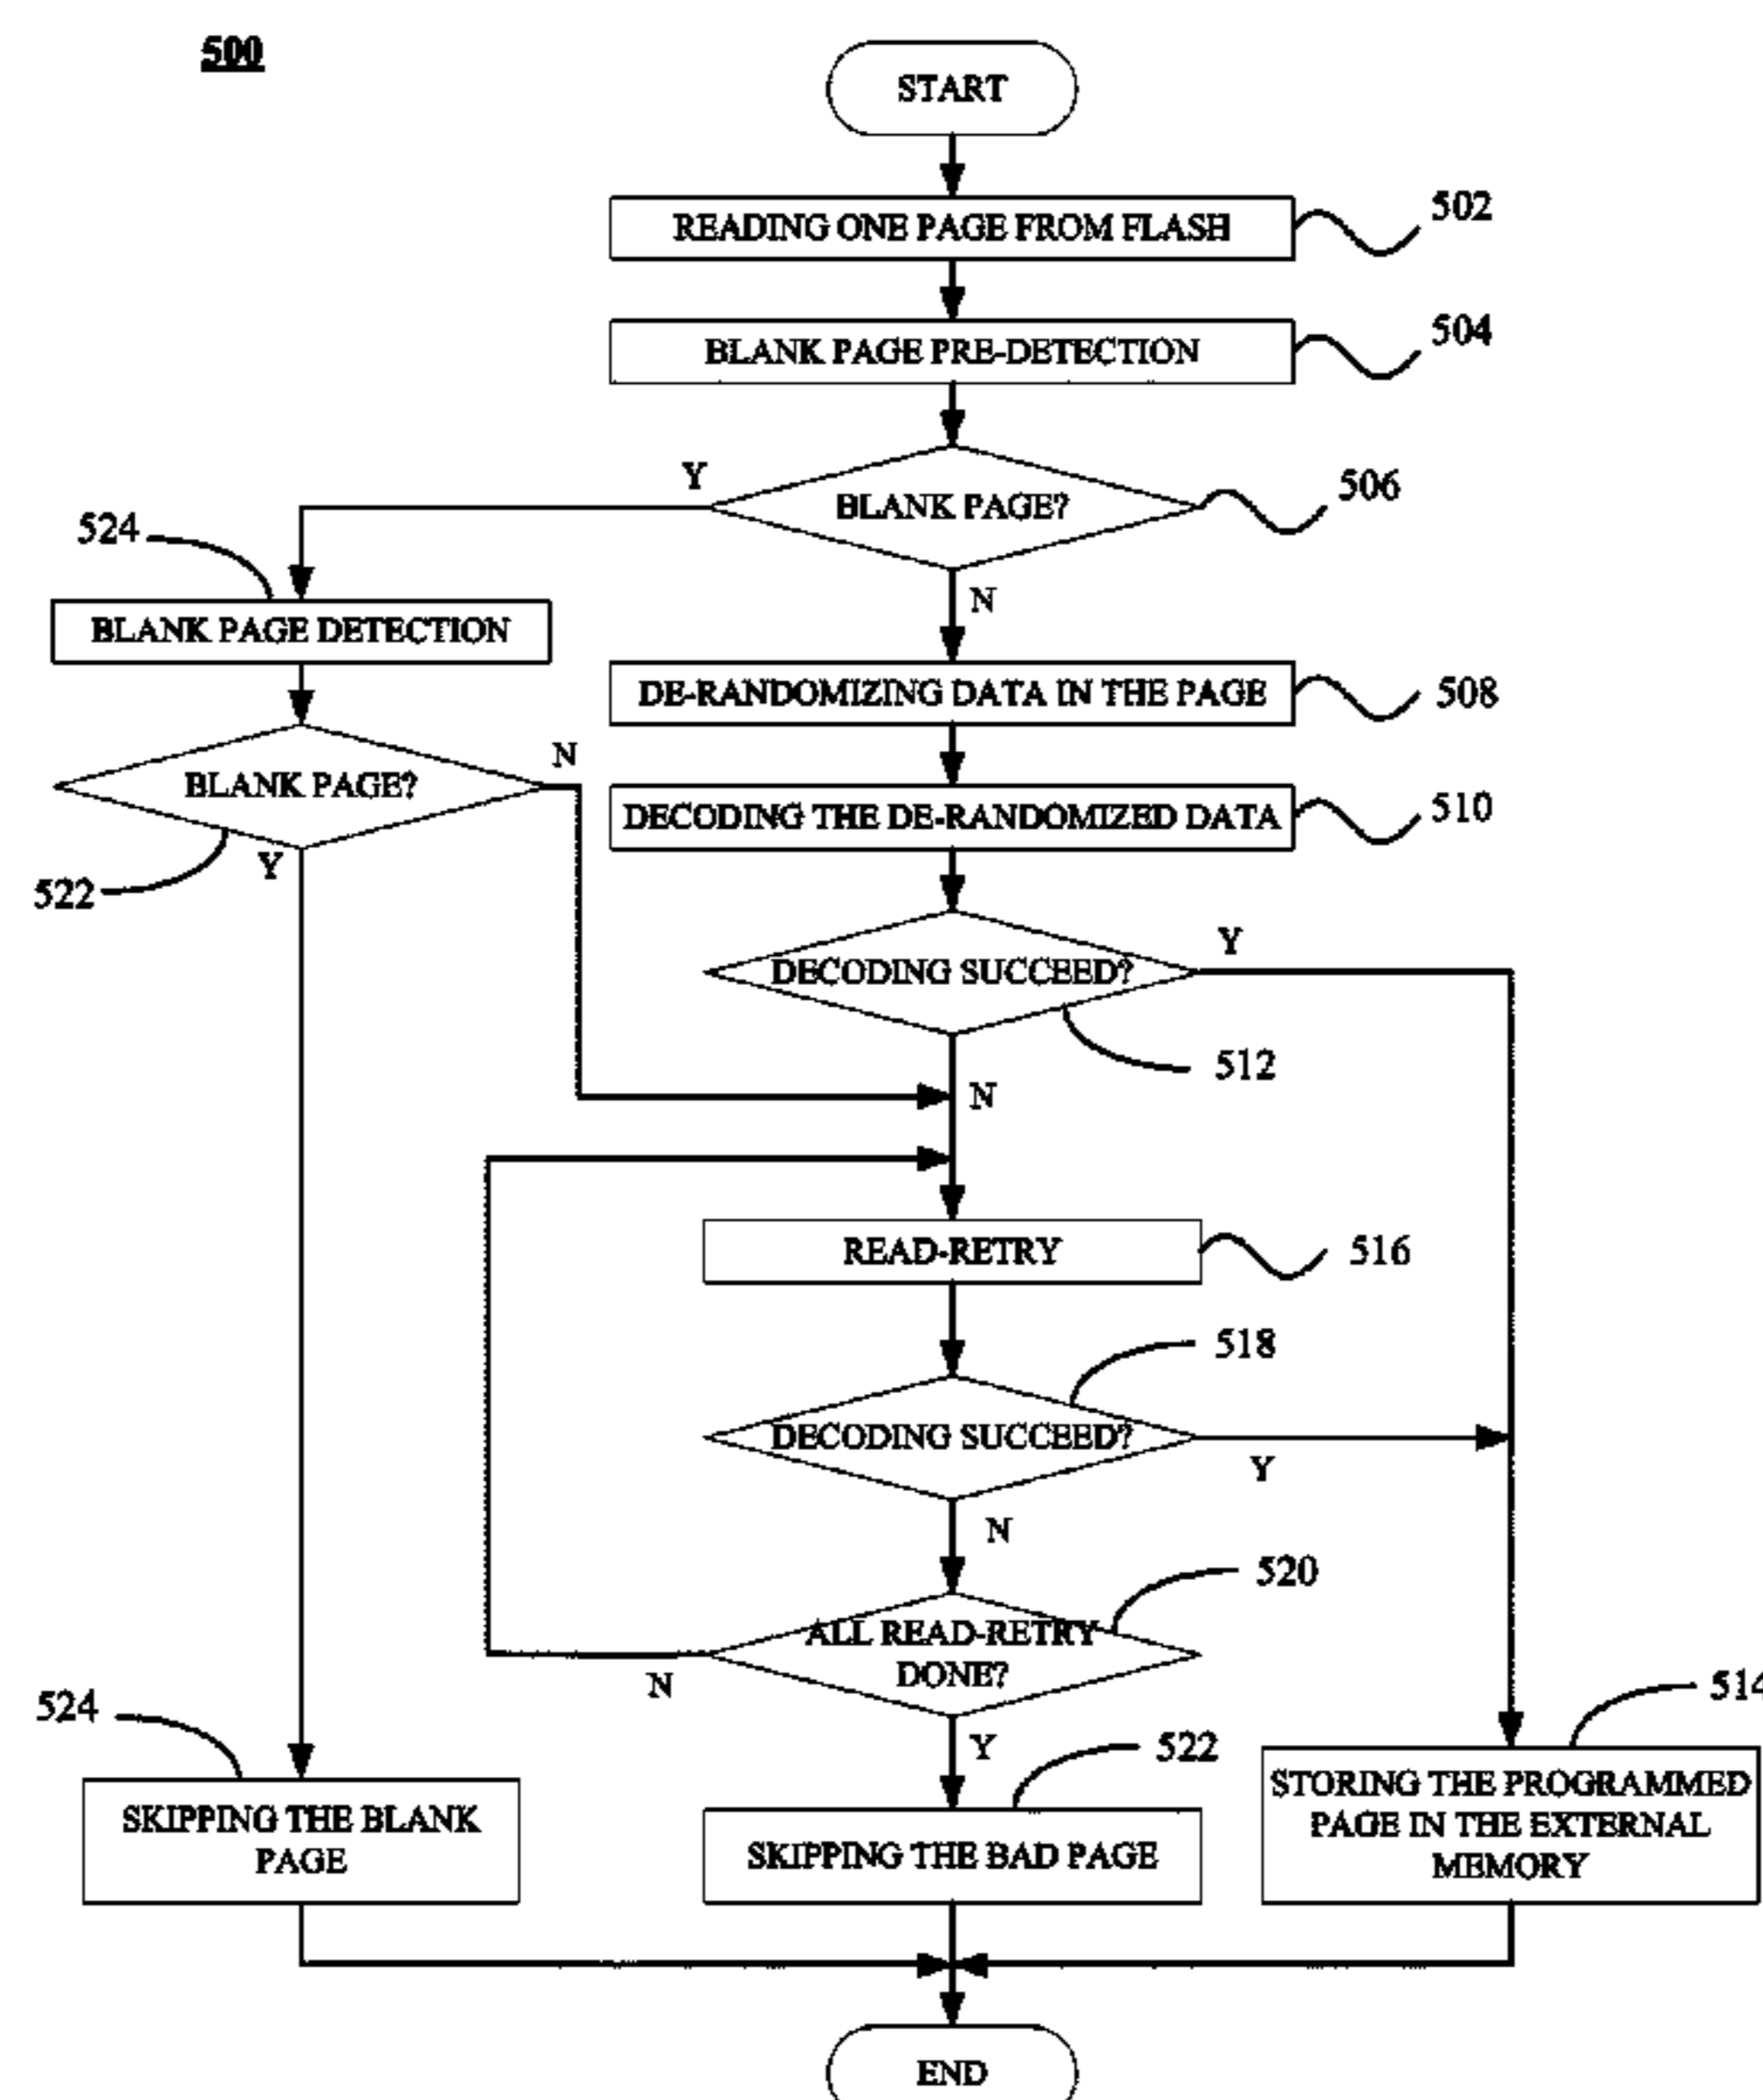 500
START
READING ONE PAGE FROM FLASH
502
BLANK PAGE PRE-DETECTION
504
Y
BLANK PAGE?
506
524
N
BLANK PAGE DETECTION
DE-RANDOMIZING DATA IN THE PAGE
508
N
BLANK PAGE?
DECODING THE DE-RANDOMIZED DATA
510
522
Y
DECODING SUCCEED?
Y
512
N
READ-RETRY
516
518
DECODING SUCCEED?
Y
N
520
ALL READ-RETRY
DONE?
N
524
514
Y
522
SKIPPING THE BLANK
PAGE
SKIPPING THE BAD PAGE
STORING THE PROGRAMMED
PAGE IN THE EXTERNAL
MEMORY
END